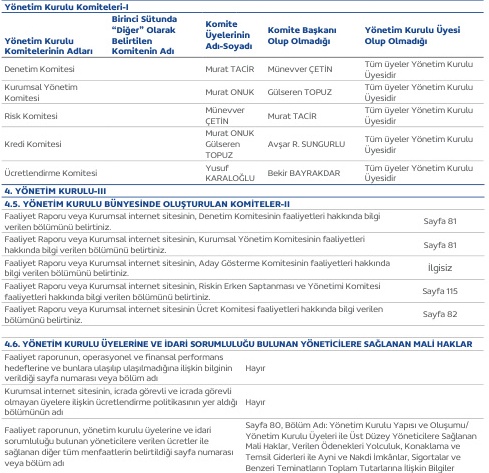 Yönetim Kurulu Komiteleri-I
Yönetim Kurulu Komitelerinin Adları
Birinci Sütunda "Diğer" Olarak Belirtilen Komitenin Adı
Komite Üyelerinin Adı-Soyadı
Komite Başkanı Olup Olmadığı
Yönetim Kurulu Üyesi Olup Olmadığı
Denetim Komitesi
Murat TACİR
Münevver ÇETİN
Tüm üyeler Yönetim Kurulu Üyesidir
Kurumsal Yönetim Komitesi
Murat ONUK
Gülseren TOPUZ
Tüm üyeler Yönetim Kurulu Üyesidir
Risk Komitesi
Münevver ÇETİN
Murat TACİR
Tüm üyeler Yönetim Kurulu Üyesidir
Kredi Komitesi
Murat ONUK
Gülseren TOPUZ
Avşar R. SUNGURLU
Tüm üyeler Yönetim Kurulu Üyesidir
Ücretlendirme Komitesi
Yusuf KARALOĞLU
Bekir BAYRAKDAR
Tüm üyeler Yönetim Kurulu Üyesidir
4. YÖNETİM KURULU-III
4.5. YÖNETİM KURULU BÜNYESİNDE OLUŞTURULAN KOMİTELER-II
Faaliyet Raporu veya Kurumsal internet sitesinin, Denetim Komitesinin faaliyetleri hakkında bilgi
verilen bölümünü belirtiniz.
Sayfa 81
Faaliyet Raporu veya Kurumsal internet sitesinin, Kurumsal Yönetim Komitesinin faaliyetleri
hakkında bilgi verilen bölümünü belirtiniz.
Sayfa 81
Faaliyet Raporu veya Kurumsal internet sitesinin, Aday Gösterme Komitesinin faaliyetleri hakkında
bilgi verilen bölümünü belirtiniz.
İlgisiz
Faaliyet Raporu veya Kurumsal internet sitesinin, Riskin Erken Saptanması ve Yönetimi Komitesi
faaliyetleri hakkında bilgi verilen bölümünü belirtiniz.
Sayfa 115
Faaliyet Raporu veya Kurumsal internet sitesinin Ücret Komitesi faaliyetleri hakkında bilgi verilen
bölümünü belirtiniz.
Sayfa 82
4.6. YÖNETİM KURULU ÜYELERİNE VE İDARİ SORUMLULUĞU BULUNAN YÖNETİCİLERE SAĞLANAN MALİ HAKLAR
Faaliyet raporunun, operasyonel ve finansal performans
hedeflerine ve bunlara ulaşılıp ulaşılmadığına ilişkin bilginin
verildiği sayfa numarası veya bölüm adı
Hayır
Kurumsal internet sitesinin, icrada görevli ve icrada görevli
olmayan üyelere ilişkin ücretlendirme politikasının yer aldığı
bölümünün adı
Hayır
Faaliyet raporunun, yönetim kurulu üyelerine ve idari
sorumluluğu bulunan yöneticilere verilen ücretler ile
sağlanan diğer tüm menfaatlerin belirtildiği sayfa numarası
veya bölüm adı
Sayfa 80, Bölüm Adı: Yönetim Kurulu Yapısı ve Oluşumu/
Yönetim Kurulu Üyeleri ile Üst Düzey Yöneticilere Sağlanan
Mali Haklar, Verilen Ödenekleri Yolculuk, Konaklama ve
Temsil Giderleri ile Ayni ve Nakdi İmkânlar, Sigortalar ve
Benzeri Teminatların Toplam Tutarlarına İlişkin Bilgiler